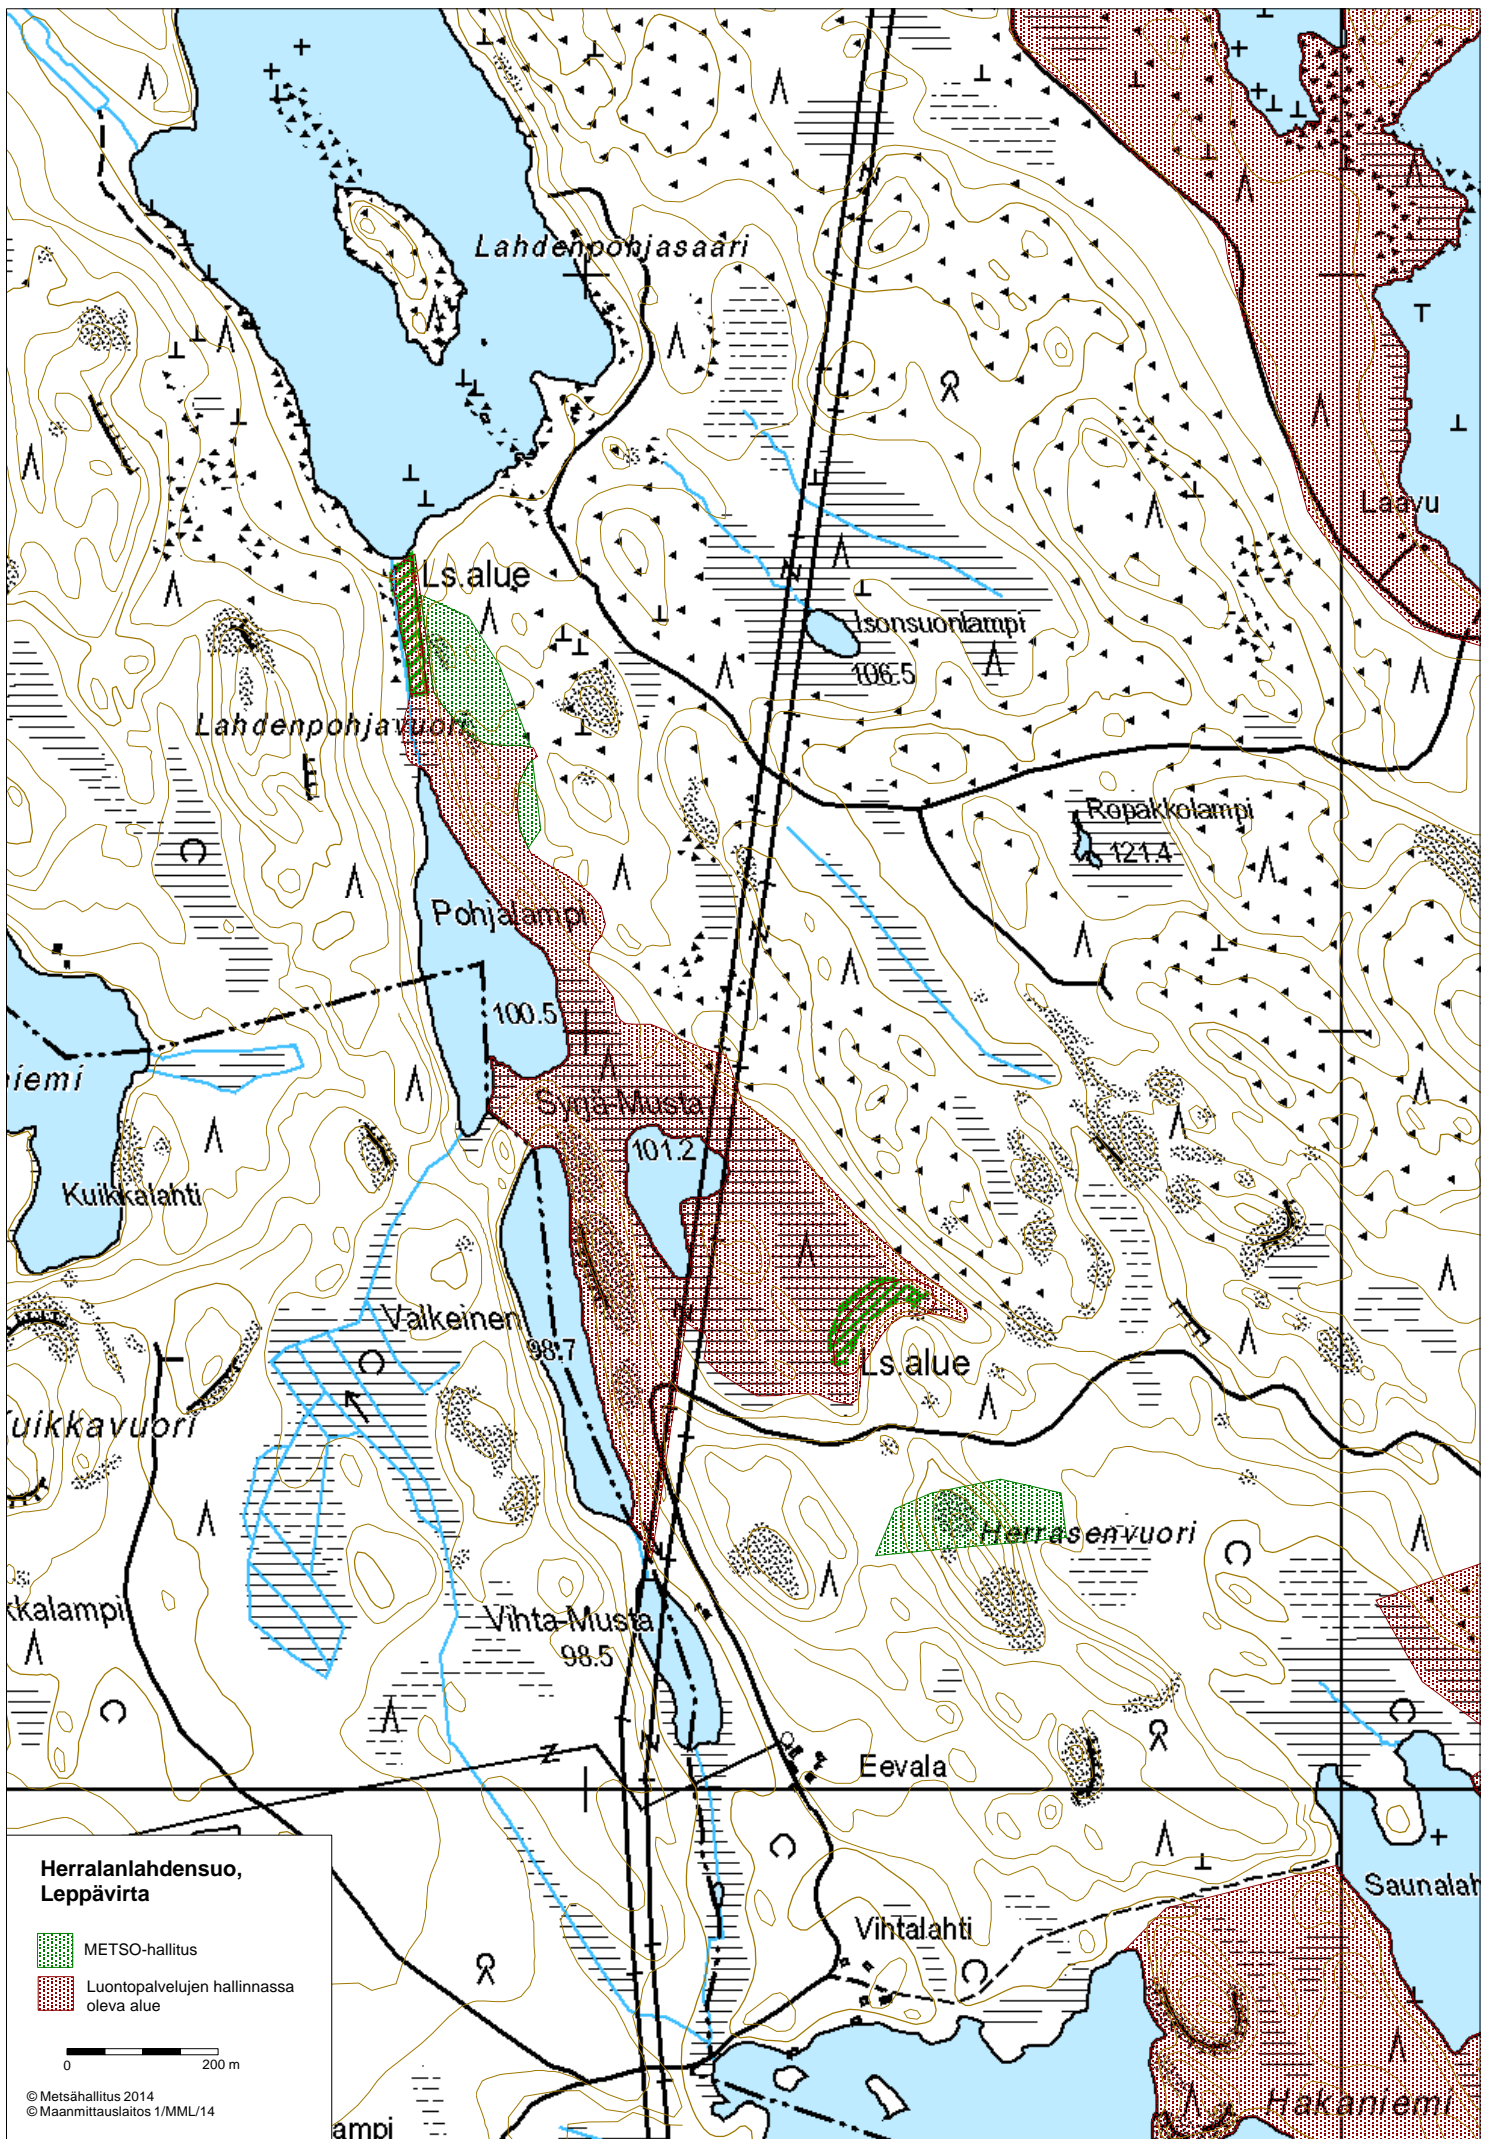 Lahdenpohjasaari
Laavu
Ls.alue
Isonsuonlampi
106.5
Lahdenpohjavuori
Ropakkolampi
121.4
Pohjalampi
100.5
iemi
Synä-Musta
101.2
Kuikkalahti
Valkeinen
98.7
Ls.alue
uikkavuori
Herrasenvuori
kkalampi
Vihta-Musta
98.5
Eevala
Saunalah
Vihtalahti
Hakaniemi
ampi
Herralanlahdensuo,
Leppävirta
METSO-hallitus
Luontopalvelujen hallinnassa
oleva alue
0 200 m
© Metsähallitus 2014
© Maanmittauslaitos 1/MML/14